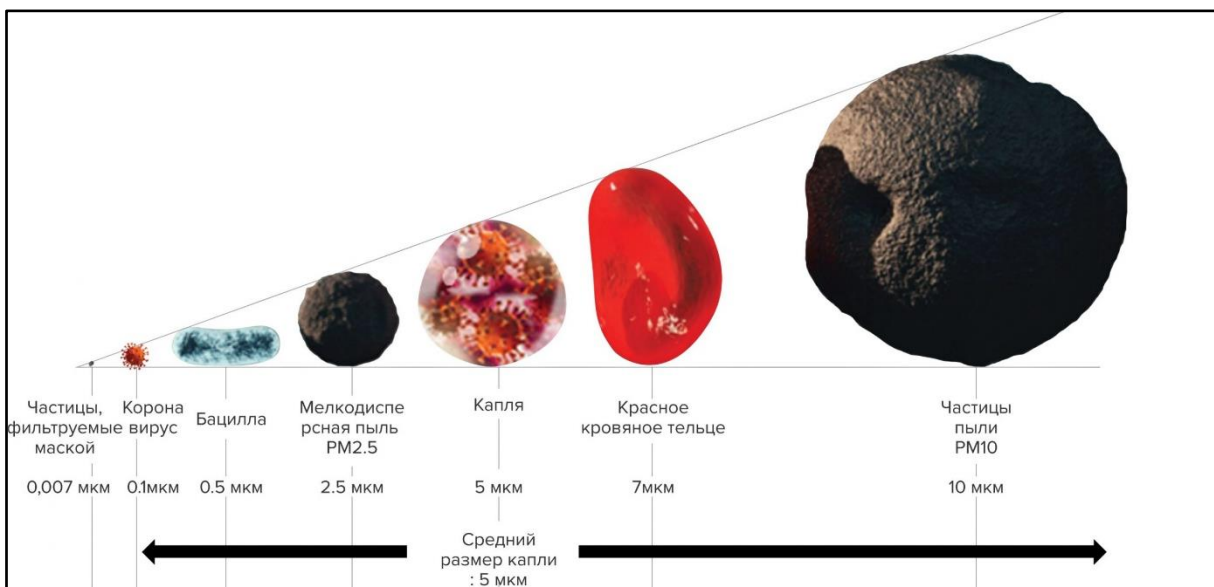 Частицы,
фильтруемые
маской
0,007 мкм
Корона
вирус
0.1мкм
Бацилла
0.5 мкм
Мелкодиспе
рсная пыль
PM2.5
2.5 мкм
Капля
5 мкм
Красное
кровяное тельце
7мкм
Частицы
пыли
PM10
10 мкм
Средний
размер капли
: 5 мкм